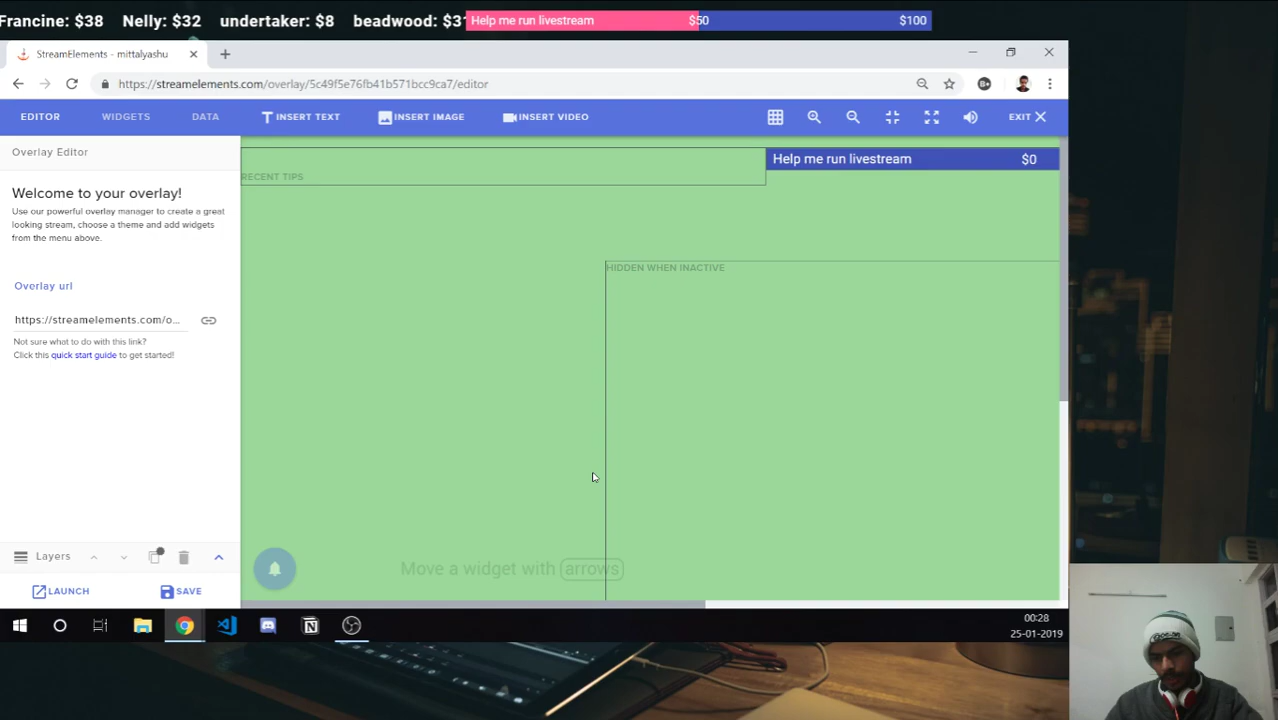 Francine: $38 Nelly: $32 undertaker: $8 beadwood: $31
Help me run livestream $50 $100
StreamElements - mittalyashu
https://streamelements.com/overlay/5c49f5e76fb41b571bcc9ca7/editor
EDITOR WIDGETS DATA INSERT TEXT INSERT IMAGE INSERT VIDEO EXIT
Overlay Editor
Help me run livestream $0
RECENT TIPS
Welcome to your overlay!
Use our powerful overlay manager to create a great
looking stream, choose a theme and add widgets
from the menu above.
HIDDEN WHEN INACTIVE
Overlay url
https://streamelements.com/o...
Not sure what to do with this link?
Click this quick start guide to get started!
Layers
Move a widget with arrows
LAUNCH SAVE
00:28
25-01-2019